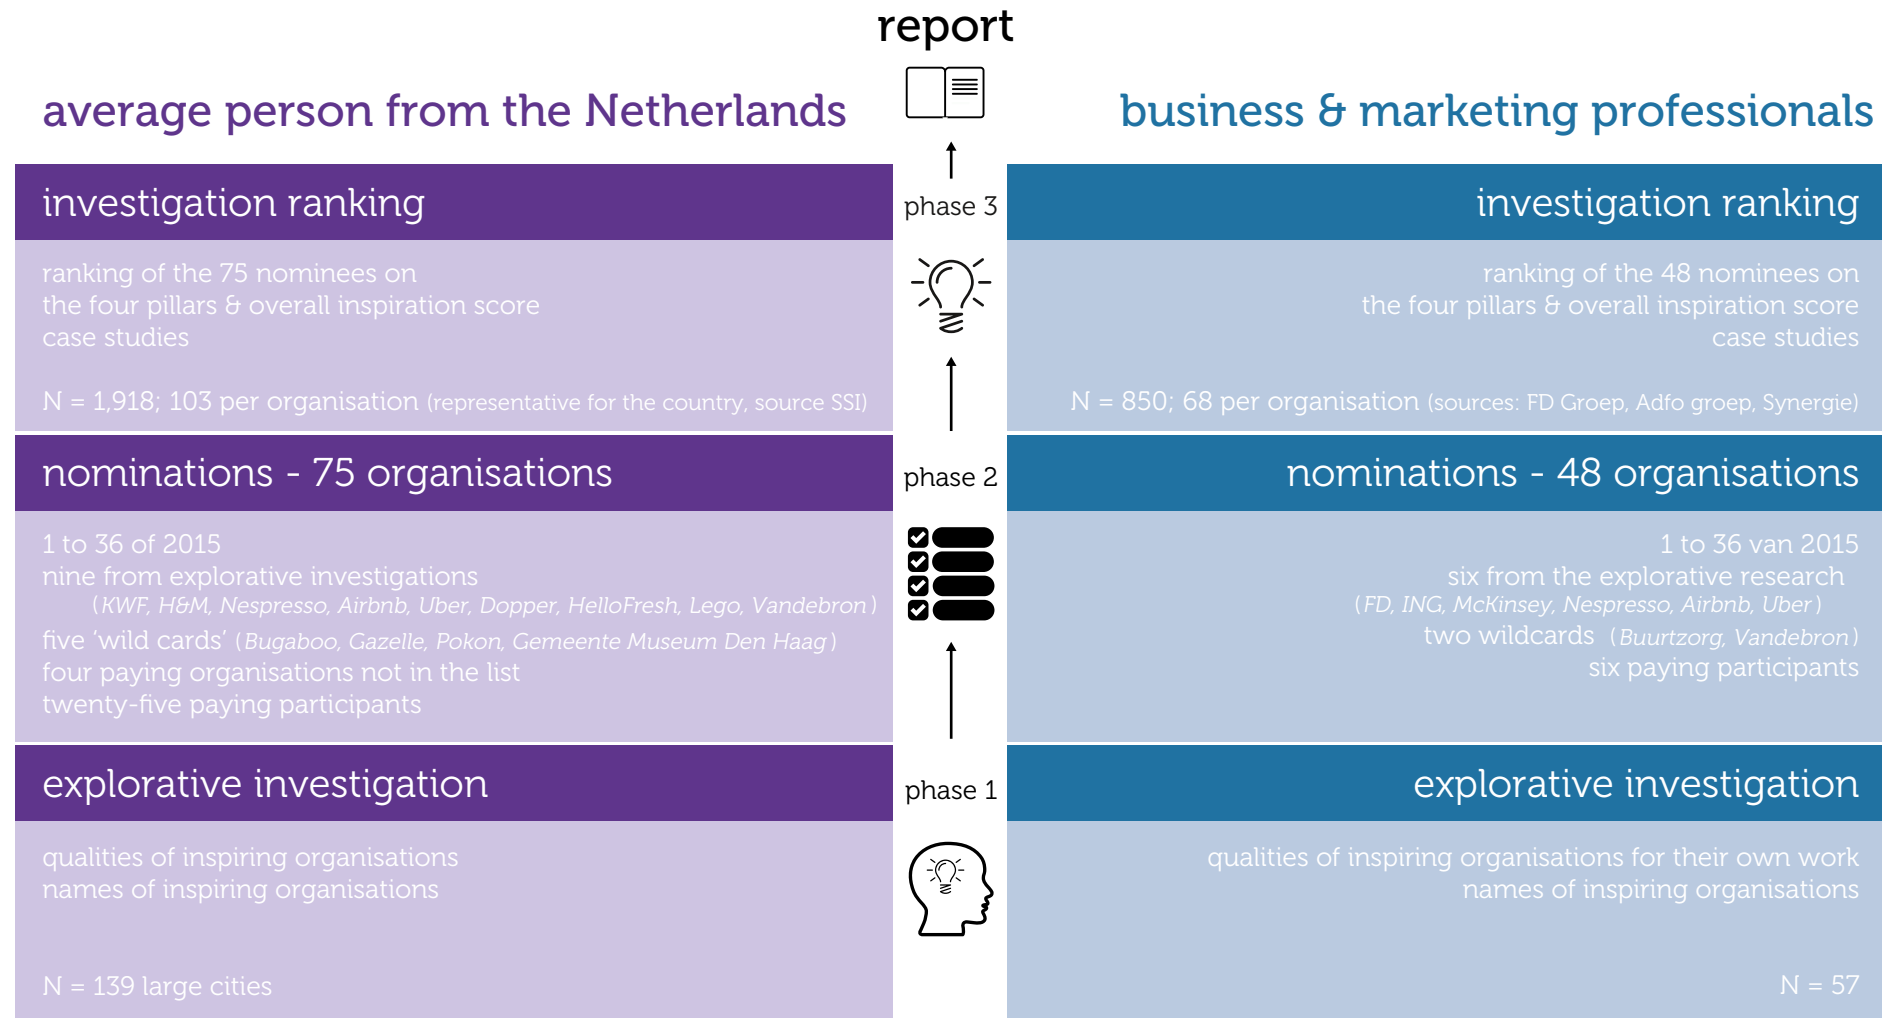 report
average person from the Netherlands
business & marketing professionals
investigation ranking
ranking of the 75 nominees on
the four pillars & overall inspiration score
case studies
N = 1,918; 103 per organisation (representative for the country, source SSI)
phase 3
investigation ranking
ranking of the 48 nominees on
the four pillars & overall inspiration score
case studies
N = 850; 68 per organisation (sources: FD Groep, Adfo groep, Synergie)
nominations - 75 organisations
1 to 36 of 2015
nine from explorative investigations
(KWF, H&M, Nespresso, Airbnb, Uber, Dopper, HelloFresh, Lego, Vandebron)
five ‘wild cards’ (Bugaboo, Gazelle, Pokon, Gemeente Museum Den Haag)
four paying organisations not in the list
twenty-five paying participants
phase 2
nominations - 48 organisations
1 to 36 van 2015
six from the explorative research
(FD, ING, McKinsey, Nespresso, Airbnb, Uber)
two wildcards (Buurtzorg, Vandebron)
six paying participants
explorative investigation
qualities of inspiring organisations
names of inspiring organisations
N = 139 large cities
phase 1
explorative investigation
qualities of inspiring organisations for their own work
names of inspiring organisations
N = 57